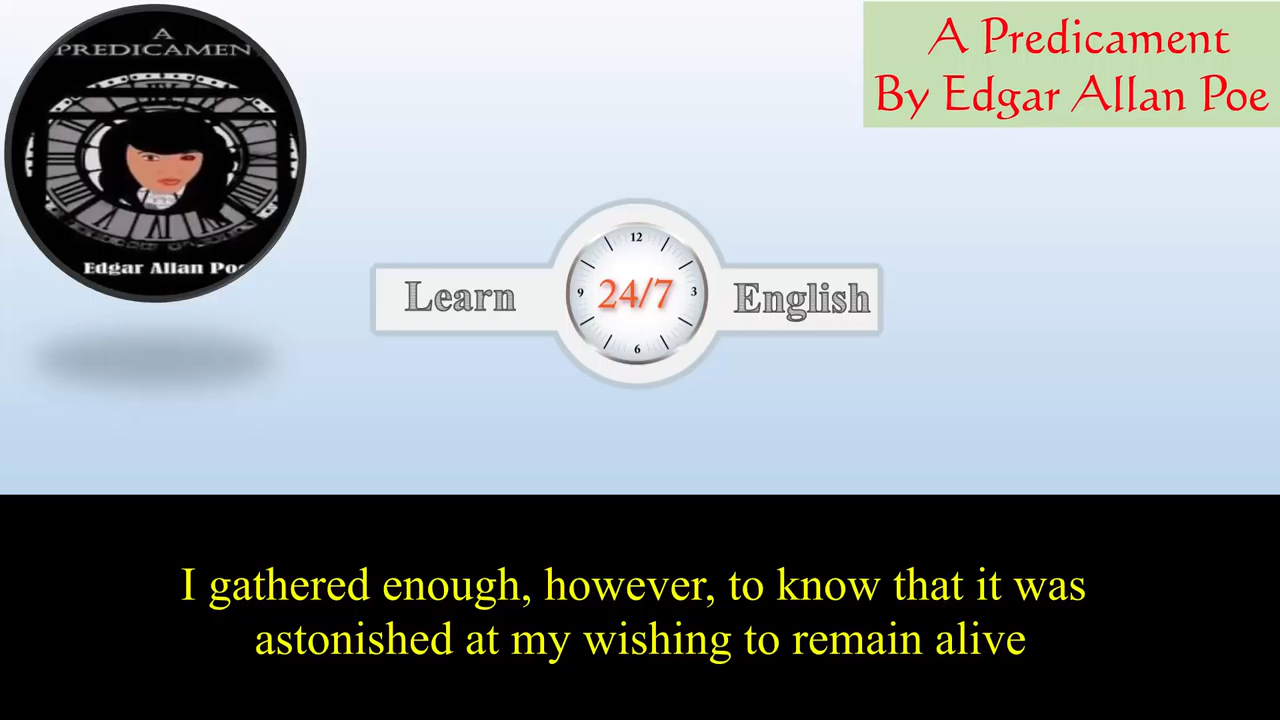 A
PREDICAMEN
Edgar Allan Poe
A Predicament
By Edgar Allan Poe
Learn
24/7
English
12
3
6
9
I gathered enough, however, to know that it was
astonished at my wishing to remain alive